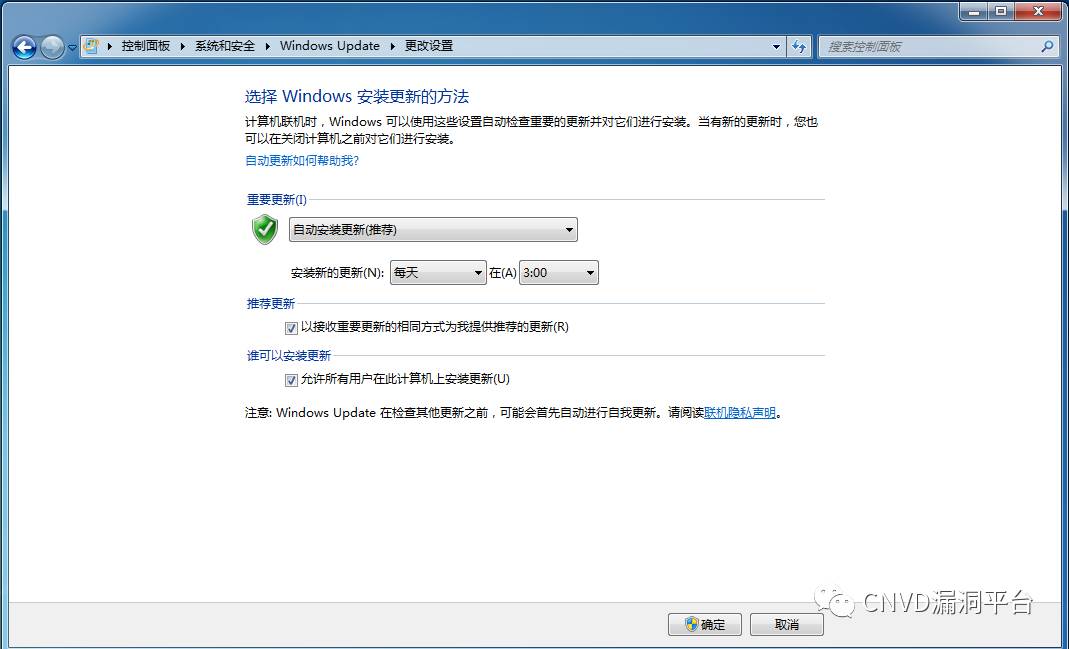 控制面板 系统和安全 Windows Update 更改设置
搜索控制面板
选择 Windows 安装更新的方法
计算机联机时，Windows 可以使用这些设置自动检查重要的更新并对它们进行安装。当有新的更新时，您也
可以在关闭计算机之前对它们进行安装。
自动更新如何帮助我?
重要更新(I)
自动安装更新(推荐)
安装新的更新(N): 每天 在(A) 3:00
推荐更新
以接收重要更新的相同方式为我提供推荐的更新(R)
谁可以安装更新
允许所有用户在此计算机上安装更新(U)
注意: Windows Update 在检查其他更新之前，可能会首先自动进行自我更新。请阅读联机隐私声明。
CNVD漏洞平台
确定 取消